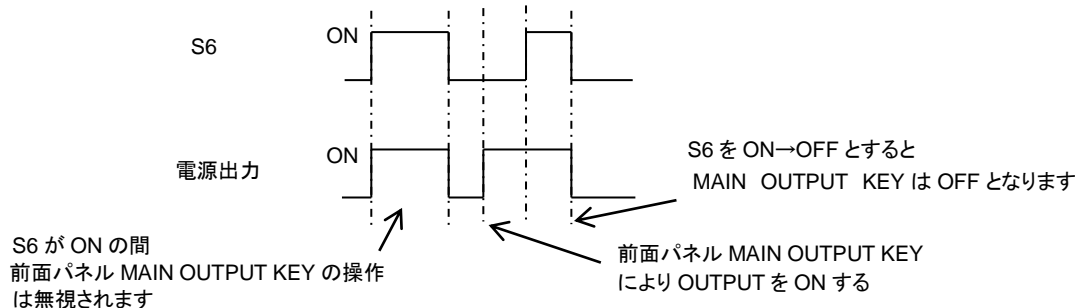 S6
ON
電源出力
ON
S6 を ON→OFF とすると
MAIN OUTPUT KEY は OFF となります
S6 が ON の間
前面パネル MAIN OUTPUT KEY の操作
は無視されます
前面パネル MAIN OUTPUT KEY
により OUTPUT を ON する